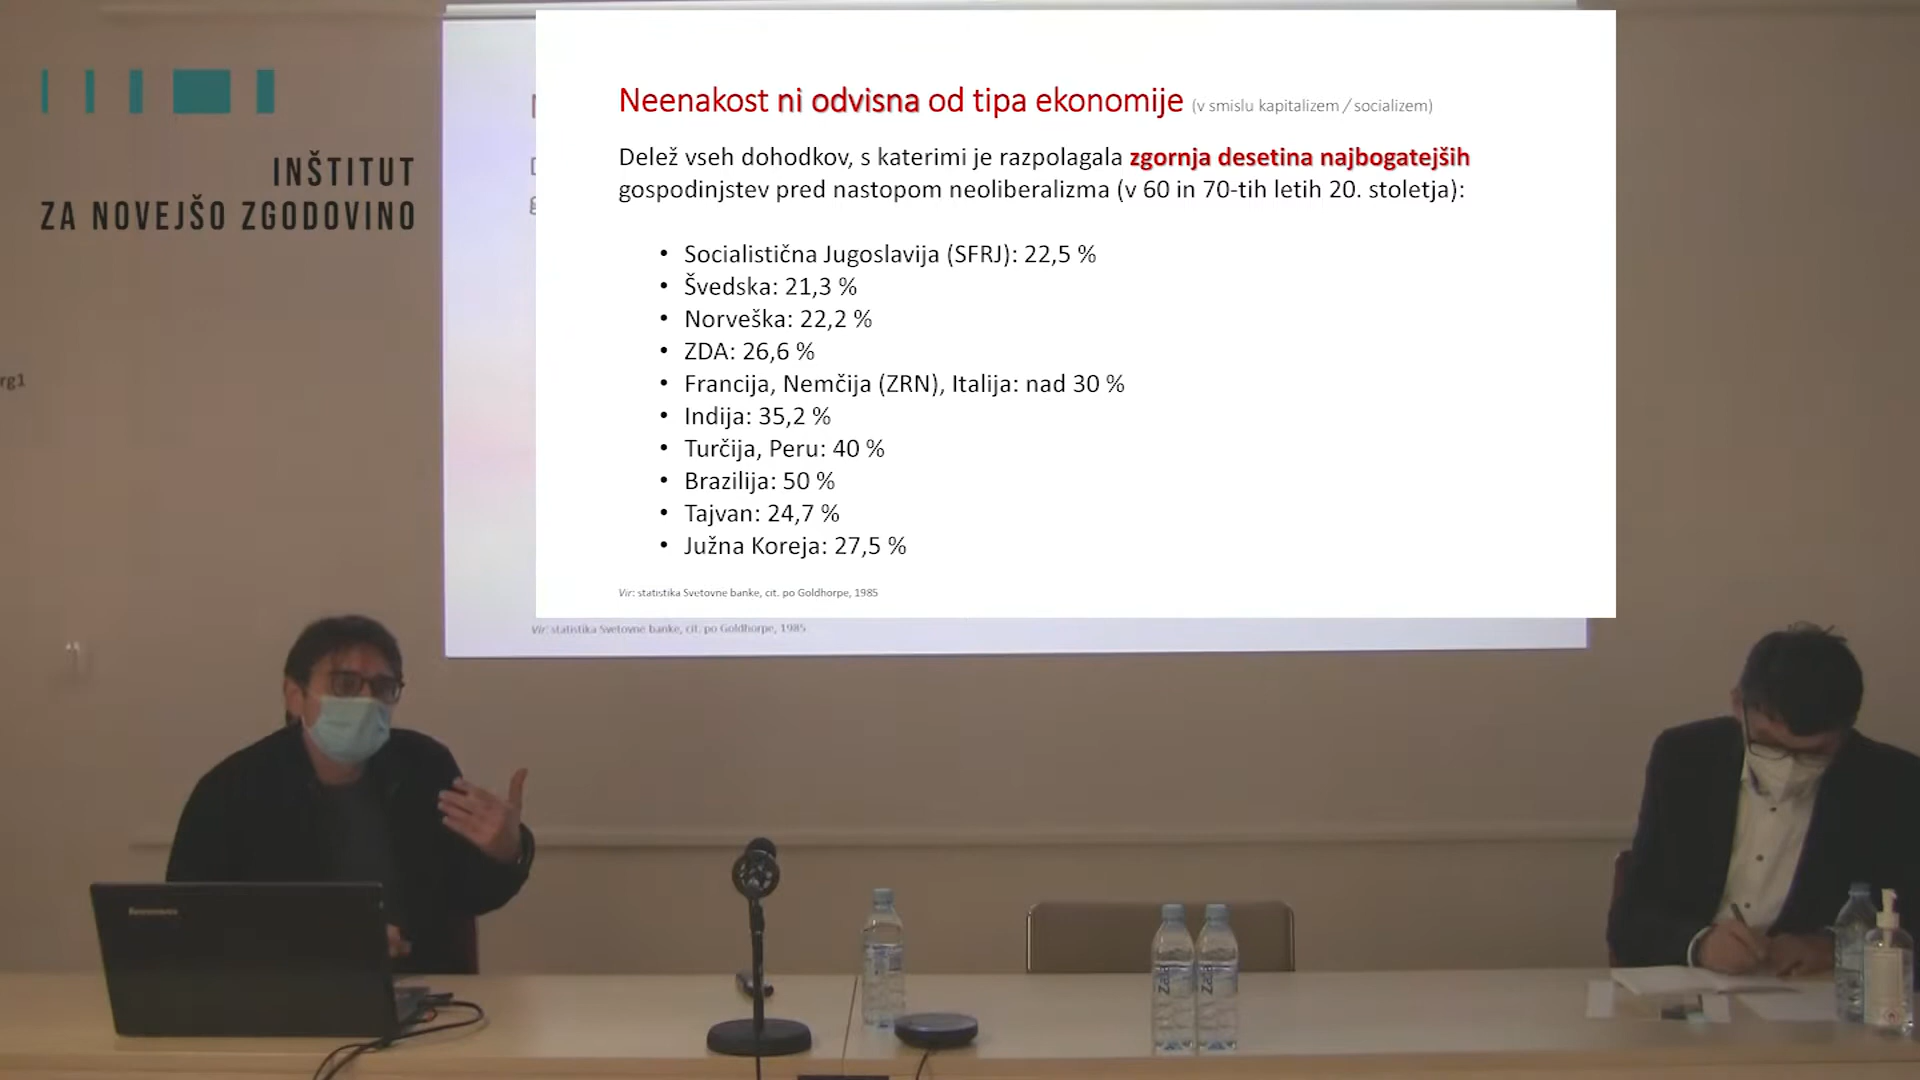 INŠTITUT
ZA NOVEJŠO ZGODOVINO
rg1
Neenakost ni odvisna od tipa ekonomije (v smislu kapitalizem / socializem)
Delež vseh dohodkov, s katerimi je razpolagala zgornja desetina najbogatejših
gospodinjstev pred nastopom neoliberalizma (v 60 in 70-tih letih 20. stoletja):
• Socialistična Jugoslavija (SFRJ): 22,5 %
• Švedska: 21,3 %
• Norveška: 22,2 %
• ZDA: 26,6 %
• Francija, Nemčija (ZRN), Italija: nad 30 %
• Indija: 35,2 %
• Turčija, Peru: 40 %
• Brazilija: 50 %
• Tajvan: 24,7 %
• Južna Koreja: 27,5 %
Vir: statistika Svetovne banke, cit. po Goldhorpe, 1985
Vir: statistika Svetovne banke, cit. po Goldhorpe, 1985
lenovo